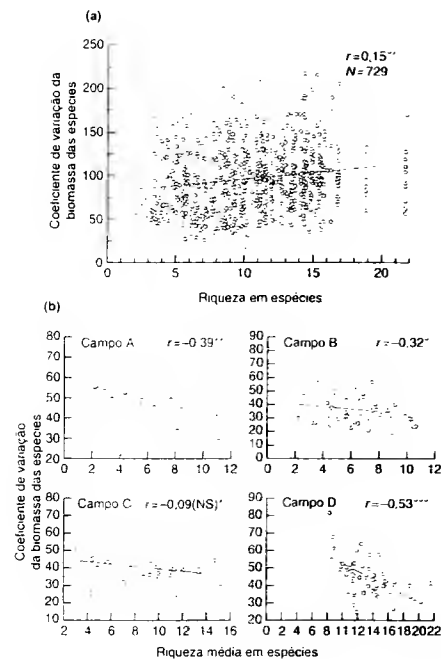 (a)
r=0,15**
N=729
Coeficiente de variação da
biomassa das espécies
250
200
150
100
50
0
0 5 10 15 20
Riqueza em espécies
(b)
Campo A r=-0 39**
80
70
60
50
40
30
20
0 2 4 6 8 10 12
Campo B r=-0,32*
90
80
70
60
50
40
30
20
10
0
0 2 4 6 8 10 12
Coeficiente de variação
da biomassa das espécies
Campo C r=-0,09(NS)*
80
70
60
50
40
30
20
2 4 6 8 10 12 14 16
Campo D r=-0,53***
90
80
70
60
50
40
30
20
0 2 4 6 8 11 12 14 16 18 20 22
Riqueza média em espécies